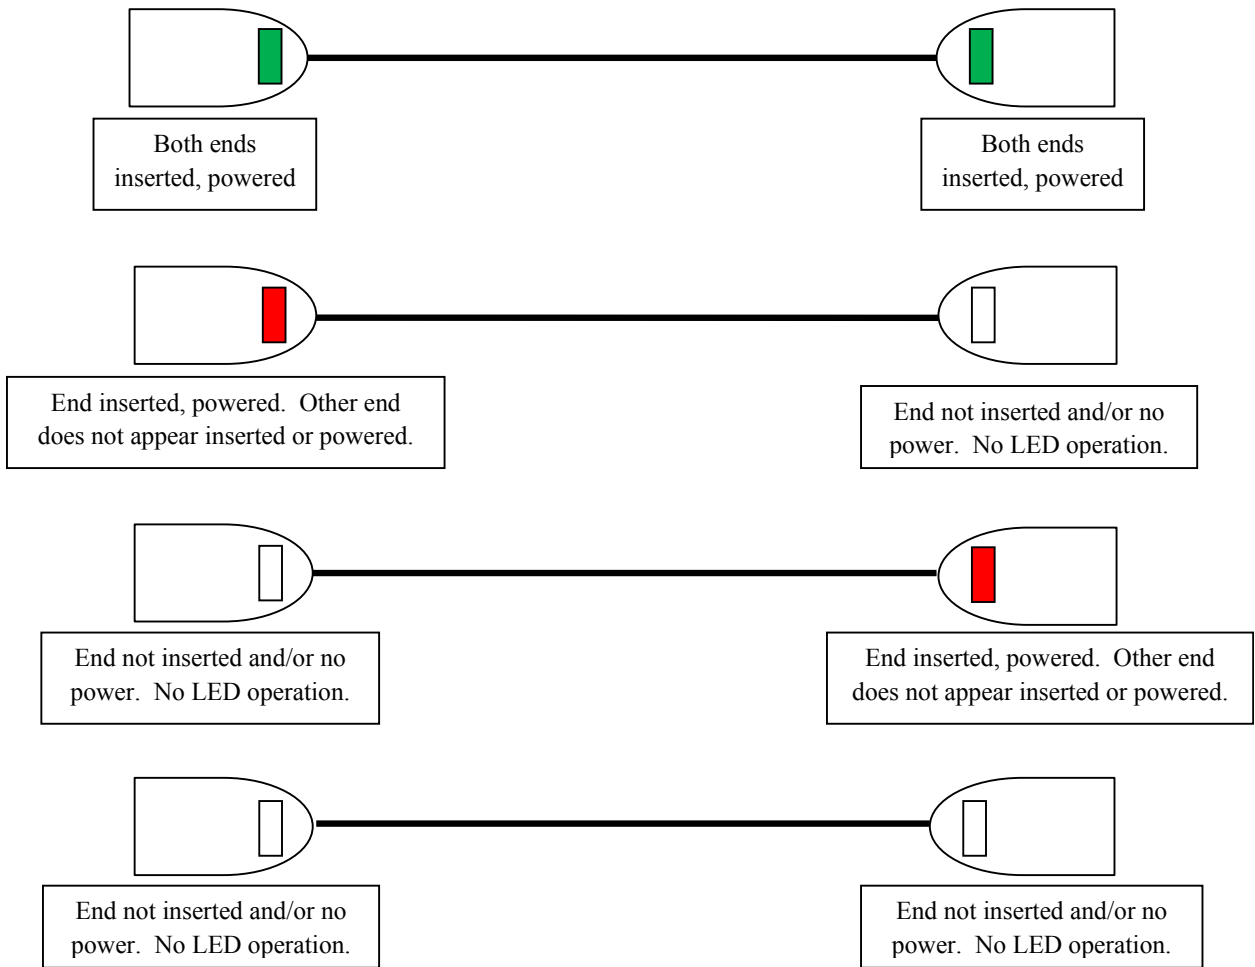 Both ends
inserted, powered
Both ends
inserted, powered
End inserted, powered.  Other end
does not appear inserted or powered.
End not inserted and/or no
power.  No LED operation.
End not inserted and/or no
power.  No LED operation.
End inserted, powered.  Other end
does not appear inserted or powered.
End not inserted and/or no
power.  No LED operation.
End not inserted and/or no
power.  No LED operation.